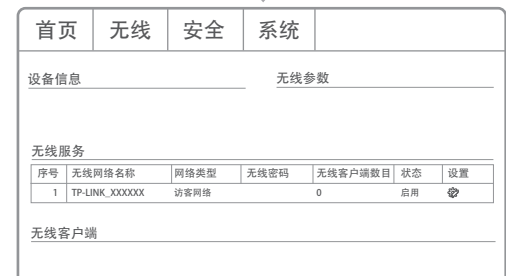 首页 无线 安全 系统
设备信息 无线参数
无线服务
序号 无线网络名称 网络类型 无线密码 无线客户端数目 状态 设置
1 TP-LINK_XXXXXX 访客网络 0 启用
无线客户端